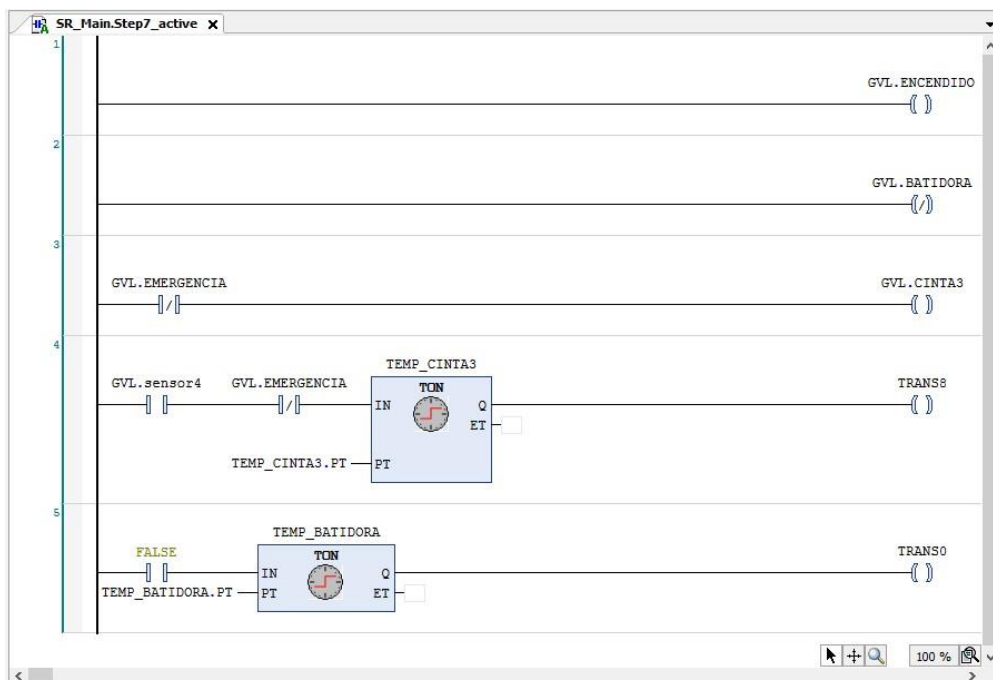 SR_Main.Step7_active X
1
GVL.ENCENDIDO
2
GVL.BATIDORA
3
GVL.EMERGENCIA GVL.CINTA3
4
TEMP_CINTA3
GVL.sensor4 GVL.EMERGENCIA TON TRANS8
IN Q
ET
TEMP_CINTA3.PT PT
5
TEMP_BATIDORA
FALSE TON TRANS0
IN Q
TEMP_BATIDORA.PT PT ET
100 %